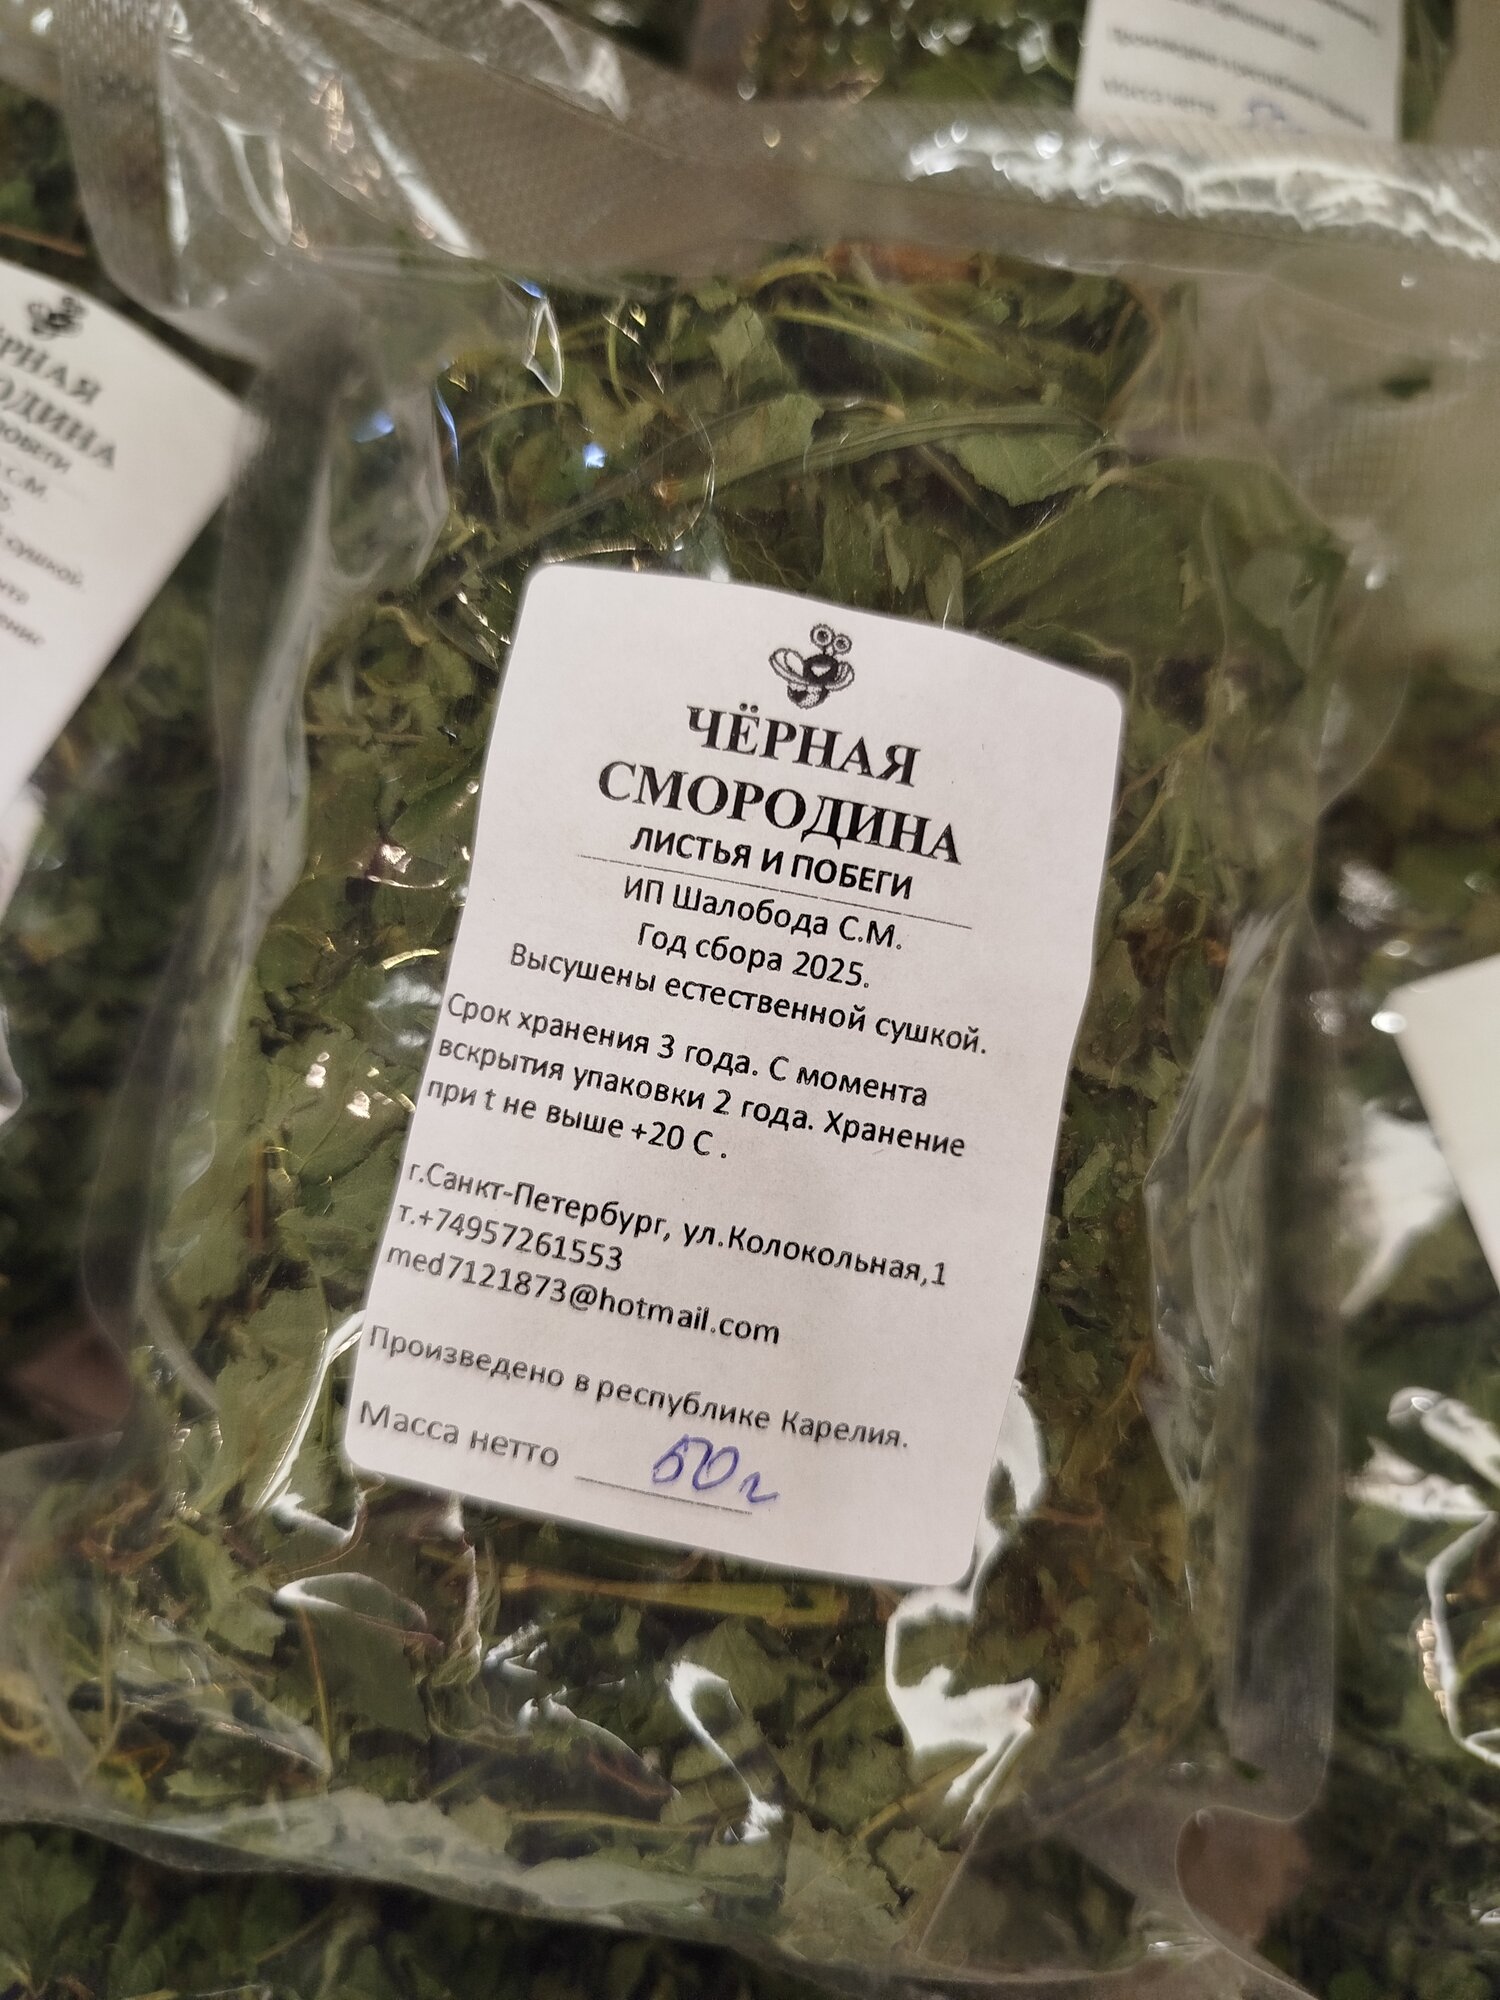 ЧЁРНАЯ
СМОРОДИНА
ЛИСТЬЯ И ПОБЕГИ
ИП Шалобода С.М.
Год сбора 2025.
Высушены естественной сушкой.
Срок хранения 3 года. С момента
вскрытия упаковки 2 года. Хранение
при t не выше +20 С .
г.Санкт-Петербург, ул.Колокольная,1
т.+74957261553
med7121873@hotmail.com
Произведено в республике Карелия.
Масса нетто 50г
С.М.
сушкой.